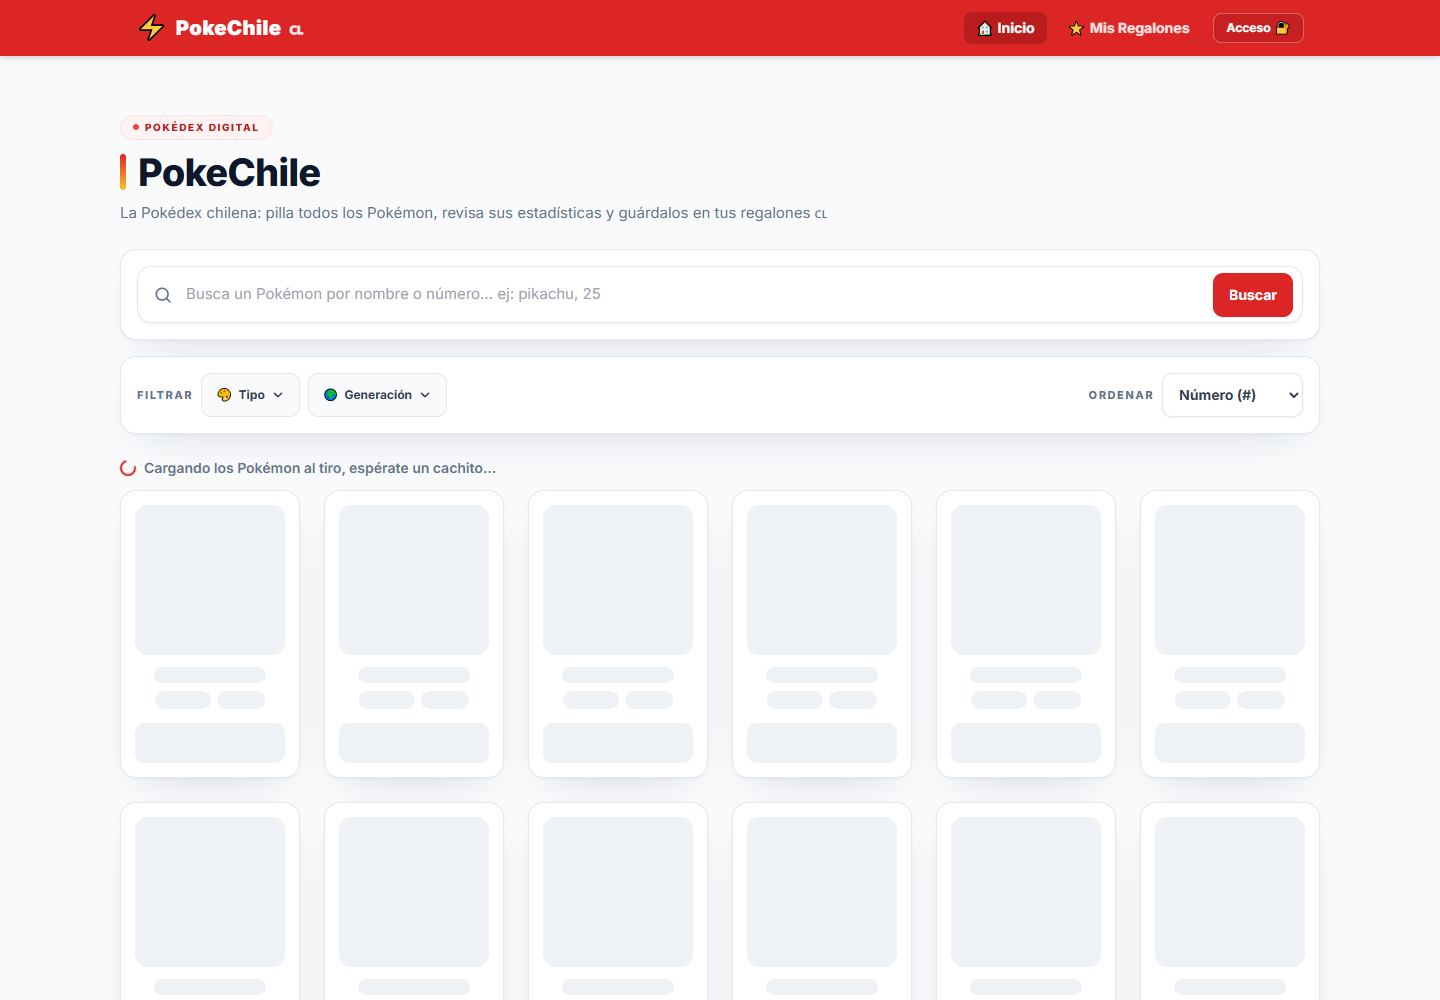 PokeChile CL
Inicio
Mis Regalones
Acceso
POKÉDEX DIGITAL
PokeChile
La Pokédex chilena: pilla todos los Pokémon, revisa sus estadísticas y guárdalos en tus regalones CL
Busca un Pokémon por nombre o número... ej: pikachu, 25
Buscar
FILTRAR
Tipo
Generación
ORDENAR
Número (#)
Cargando los Pokémon al tiro, espérate un cachito...